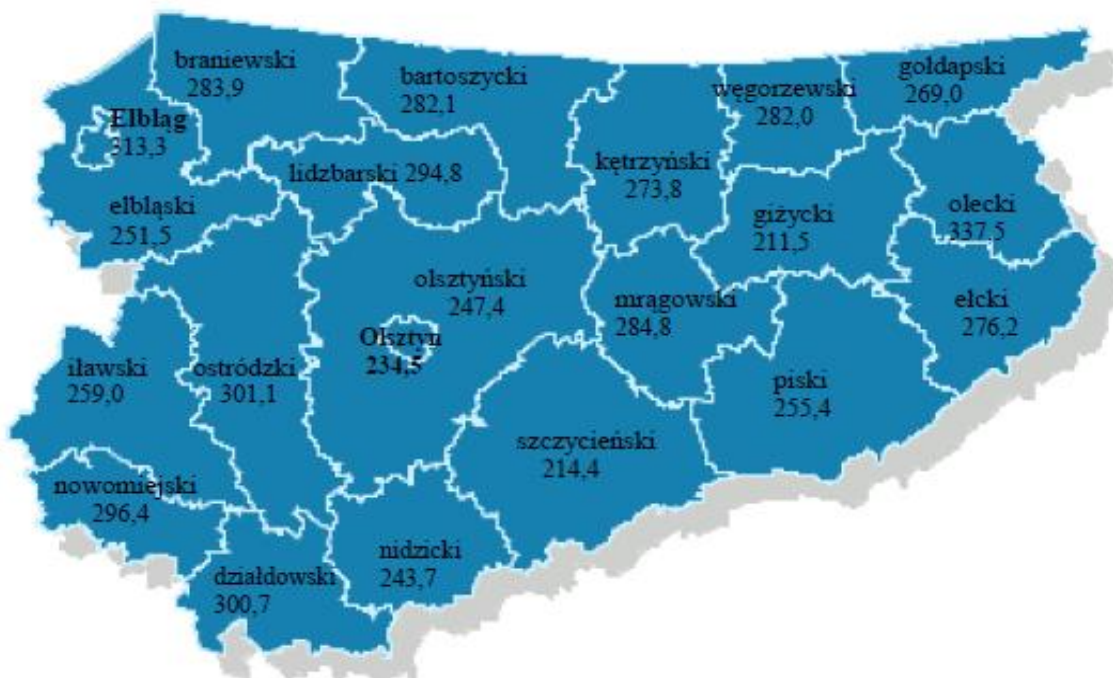 braniewski
283,9
bartoszycki
282,1
węgorzewski
282,0
gołdapski
269,0
Elbląg
313,3
lidzbarski 294,8
kętrzyński
273,8
elbląski
251,5
giżycki
211,5
olecki
337,5
olsztyński
247,4
mrągowski
284,8
ełcki
276,2
Olsztyn
234,5
iławski
259,0
ostródzki
301,1
piski
255,4
szczycieński
214,4
nowomiejski
296,4
nidzicki
243,7
działdowski
300,7